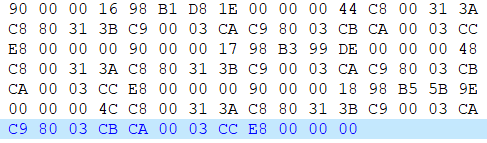 90 00 00 16 98 B1 D8 1E 00 00 00 44 C8 00 31 3A
C8 80 31 3B C9 00 03 CA C9 80 03 CB CA 00 03 CC
E8 00 00 00 90 00 00 17 98 B3 99 DE 00 00 00 48
C8 00 31 3A C8 80 31 3B C9 00 03 CA C9 80 03 CB
CA 00 03 CC E8 00 00 00 90 00 00 18 98 B5 5B 9E
00 00 00 4C C8 00 31 3A C8 80 31 3B C9 00 03 CA
C9 80 03 CB CA 00 03 CC E8 00 00 00